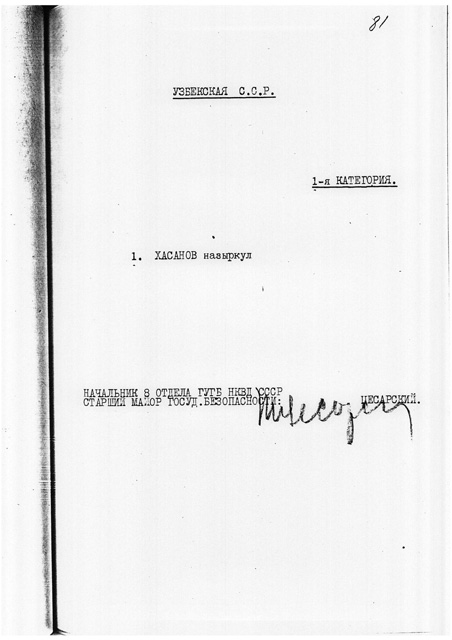 81
УЗБЕКСКАЯ С.С.Р.
1-я КАТЕГОРИЯ.
1. ХАСАНОВ назыркул
НАЧАЛЬНИК 8 ОТДЕЛА ГУГБ НКВД СССР
СТАРШИЙ МАЙОР ГОСУД.БЕЗОПАСНОСТИ: ЦЕСАРСКИЙ.